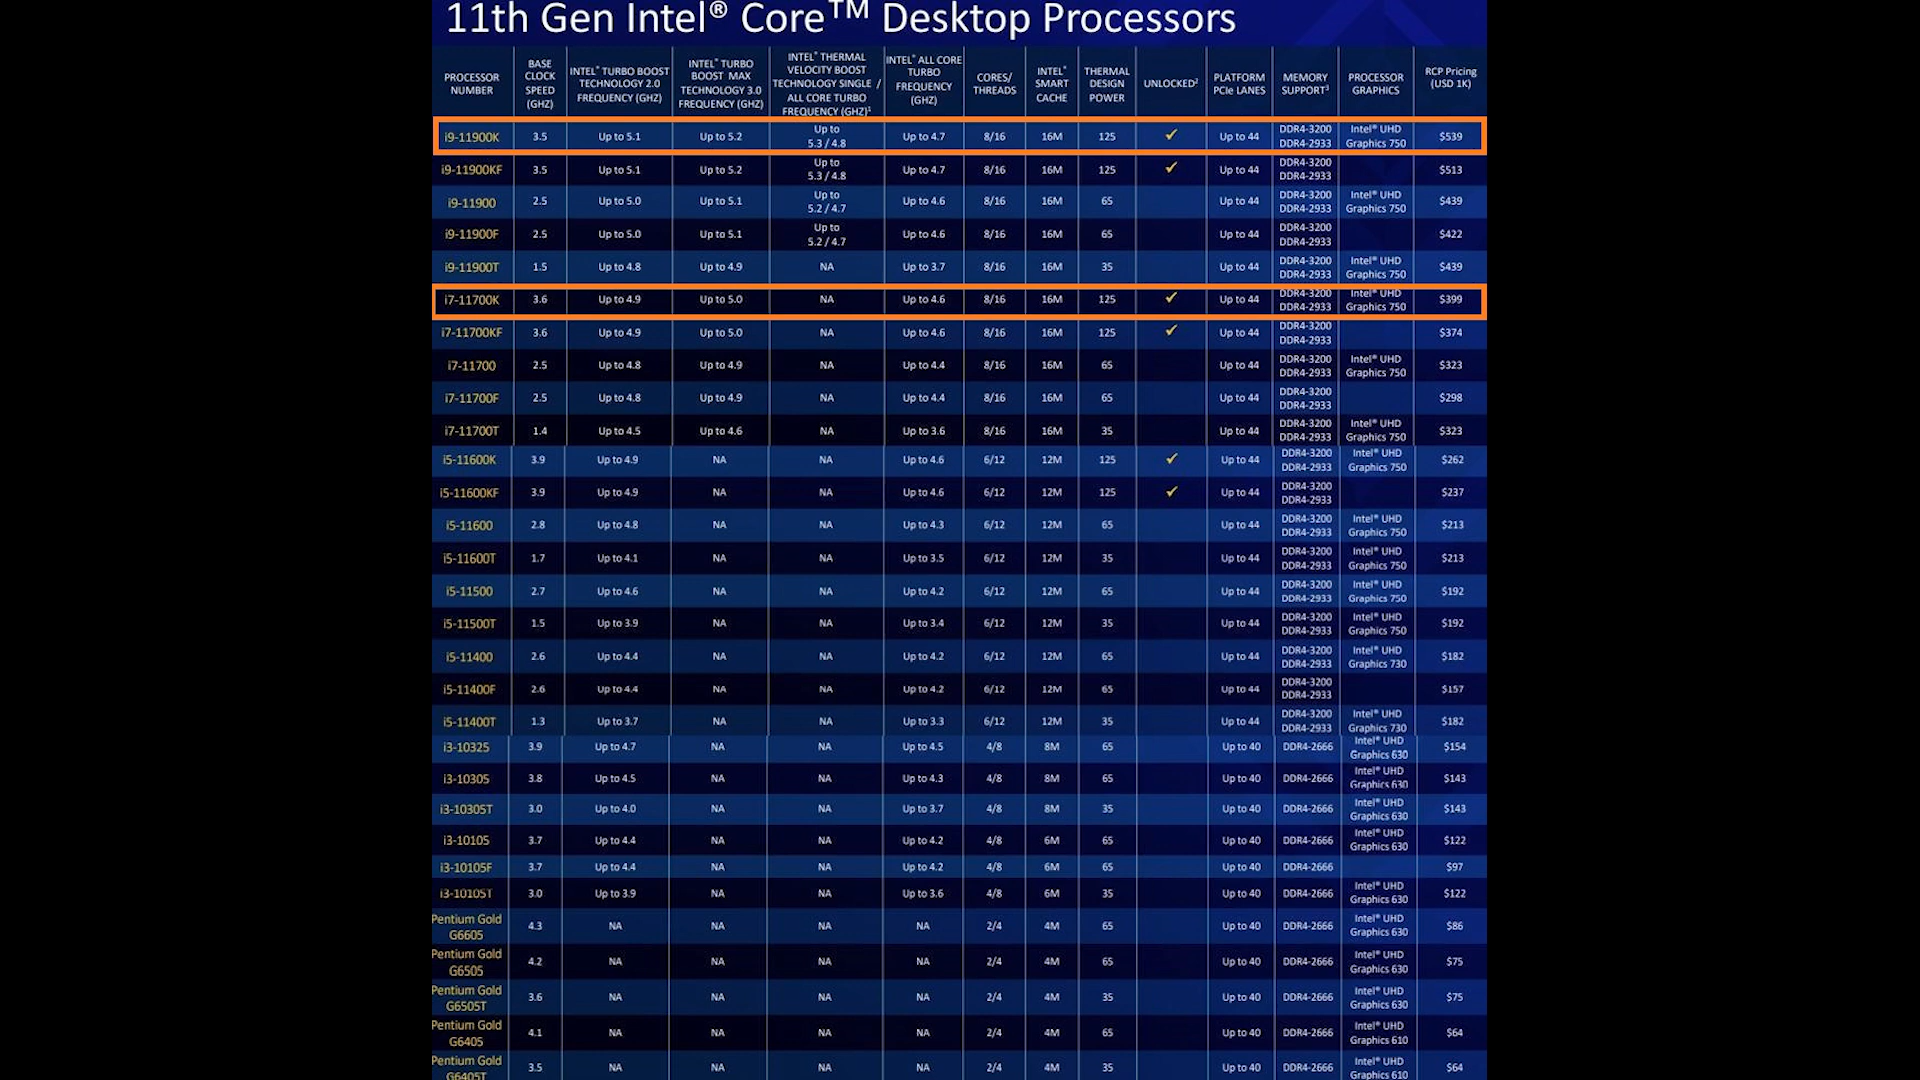 11th Gen Intel® Core™ Desktop Processors
PROCESSOR NUMBER | BASE CLOCK SPEED (GHZ) | INTEL® TURBO BOOST TECHNOLOGY 2.0 FREQUENCY (GHZ) | INTEL® TURBO BOOST MAX TECHNOLOGY 3.0 FREQUENCY (GHZ) | INTEL® THERMAL VELOCITY BOOST TECHNOLOGY SINGLE / ALL CORE TURBO FREQUENCY (GHZ)¹ | INTEL® ALL CORE TURBO FREQUENCY (GHZ) | CORES/ THREADS | INTEL® SMART CACHE | THERMAL DESIGN POWER | UNLOCKED² | PLATFORM PCIe LANES | MEMORY SUPPORT³ | PROCESSOR GRAPHICS | RCP Pricing (USD 1K)
i9-11900K 3.5 Up to 5.1 Up to 5.2 Up to 5.3 / 4.8 Up to 4.7 8/16 16M 125 ✓ Up to 44 DDR4-3200 DDR4-2933 Intel® UHD Graphics 750 $539
i9-11900KF 3.5 Up to 5.1 Up to 5.2 Up to 5.3 / 4.8 Up to 4.7 8/16 16M 125 ✓ Up to 44 DDR4-3200 DDR4-2933 $513
i9-11900 2.5 Up to 5.0 Up to 5.1 Up to 5.2 / 4.7 Up to 4.6 8/16 16M 65 Up to 44 DDR4-3200 DDR4-2933 Intel® UHD Graphics 750 $439
i9-11900F 2.5 Up to 5.0 Up to 5.1 Up to 5.2 / 4.7 Up to 4.6 8/16 16M 65 Up to 44 DDR4-3200 DDR4-2933 $422
i9-11900T 1.5 Up to 4.8 Up to 4.9 NA Up to 3.7 8/16 16M 35 Up to 44 DDR4-3200 DDR4-2933 Intel® UHD Graphics 750 $439
i7-11700K 3.6 Up to 4.9 Up to 5.0 NA Up to 4.6 8/16 16M 125 ✓ Up to 44 DDR4-3200 DDR4-2933 Intel® UHD Graphics 750 $399
i7-11700KF 3.6 Up to 4.9 Up to 5.0 NA Up to 4.6 8/16 16M 125 ✓ Up to 44 DDR4-3200 DDR4-2933 $374
i7-11700 2.5 Up to 4.8 Up to 4.9 NA Up to 4.4 8/16 16M 65 Up to 44 DDR4-3200 DDR4-2933 Intel® UHD Graphics 750 $323
i7-11700F 2.5 Up to 4.8 Up to 4.9 NA Up to 4.4 8/16 16M 65 Up to 44 DDR4-3200 DDR4-2933 $298
i7-11700T 1.4 Up to 4.5 Up to 4.6 NA Up to 3.6 8/16 16M 35 Up to 44 DDR4-3200 DDR4-2933 Intel® UHD Graphics 750 $323
i5-11600K 3.9 Up to 4.9 NA NA Up to 4.6 6/12 12M 125 ✓ Up to 44 DDR4-3200 DDR4-2933 Intel® UHD Graphics 750 $262
i5-11600KF 3.9 Up to 4.9 NA NA Up to 4.6 6/12 12M 125 ✓ Up to 44 DDR4-3200 DDR4-2933 $237
i5-11600 2.8 Up to 4.8 NA NA Up to 4.3 6/12 12M 65 Up to 44 DDR4-3200 DDR4-2933 Intel® UHD Graphics 750 $213
i5-11600T 1.7 Up to 4.1 NA NA Up to 3.5 6/12 12M 35 Up to 44 DDR4-3200 DDR4-2933 Intel® UHD Graphics 750 $213
i5-11500 2.7 Up to 4.6 NA NA Up to 4.2 6/12 12M 65 Up to 44 DDR4-3200 DDR4-2933 Intel® UHD Graphics 750 $192
i5-11500T 1.5 Up to 3.9 NA NA Up to 3.4 6/12 12M 35 Up to 44 DDR4-3200 DDR4-2933 Intel® UHD Graphics 750 $192
i5-11400 2.6 Up to 4.4 NA NA Up to 4.2 6/12 12M 65 Up to 44 DDR4-3200 DDR4-2933 Intel® UHD Graphics 730 $182
i5-11400F 2.6 Up to 4.4 NA NA Up to 4.2 6/12 12M 65 Up to 44 DDR4-3200 DDR4-2933 $157
i5-11400T 1.3 Up to 3.7 NA NA Up to 3.3 6/12 12M 35 Up to 44 DDR4-3200 DDR4-2933 Intel® UHD Graphics 730 $182
i3-10325 3.9 Up to 4.7 NA NA Up to 4.5 4/8 8M 65 Up to 40 DDR4-2666 Intel® UHD Graphics 630 $154
i3-10305 3.8 Up to 4.5 NA NA Up to 4.3 4/8 8M 65 Up to 40 DDR4-2666 Intel® UHD Graphics 630 $143
i3-10305T 3.0 Up to 4.0 NA NA Up to 3.7 4/8 8M 35 Up to 40 DDR4-2666 Intel® UHD Graphics 630 $143
i3-10105 3.7 Up to 4.4 NA NA Up to 4.2 4/8 6M 65 Up to 40 DDR4-2666 Intel® UHD Graphics 630 $122
i3-10105F 3.7 Up to 4.4 NA NA Up to 4.2 4/8 6M 65 Up to 40 DDR4-2666 $97
i3-10105T 3.0 Up to 3.9 NA NA Up to 3.6 4/8 6M 35 Up to 40 DDR4-2666 Intel® UHD Graphics 630 $122
Pentium Gold G6605 4.3 NA NA NA NA 2/4 4M 65 Up to 40 DDR4-2666 Intel® UHD Graphics 630 $86
Pentium Gold G6505 4.2 NA NA NA NA 2/4 4M 65 Up to 40 DDR4-2666 Intel® UHD Graphics 630 $75
Pentium Gold G6505T 3.6 NA NA NA NA 2/4 4M 35 Up to 40 DDR4-2666 Intel® UHD Graphics 630 $75
Pentium Gold G6405 4.1 NA NA NA NA 2/4 4M 65 Up to 40 DDR4-2666 Intel® UHD Graphics 610 $64
Pentium Gold G6405T 3.5 NA NA NA NA 2/4 4M 35 Up to 40 DDR4-2666 Intel® UHD Graphics 610 $64